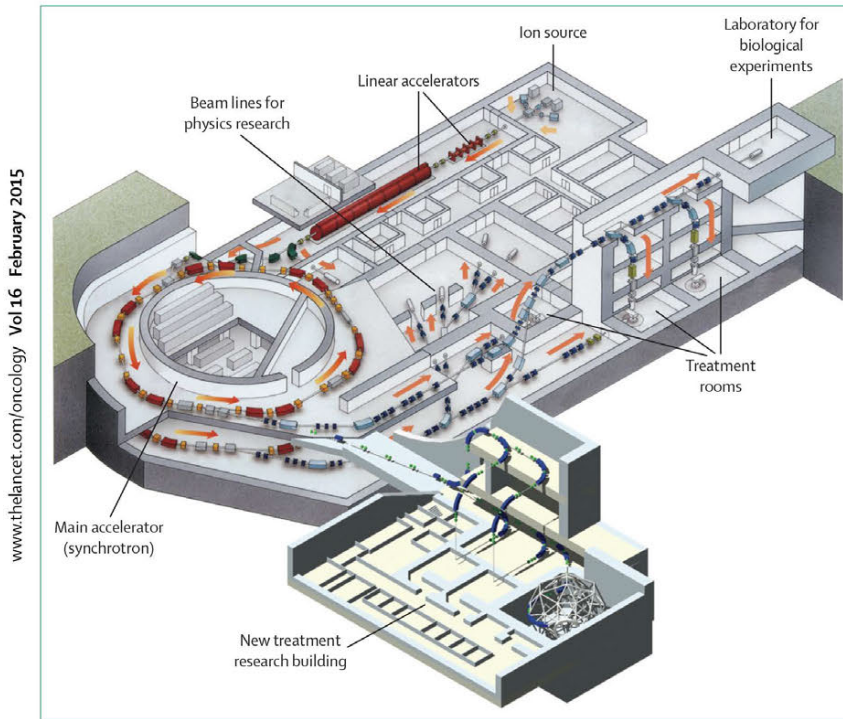 www.thelancet.com/oncology Vol 16 February 2015
Ion source
Laboratory for
biological
experiments
Linear accelerators
Beam lines for
physics research
Treatment
rooms
Main accelerator
(synchrotron)
New treatment
research building